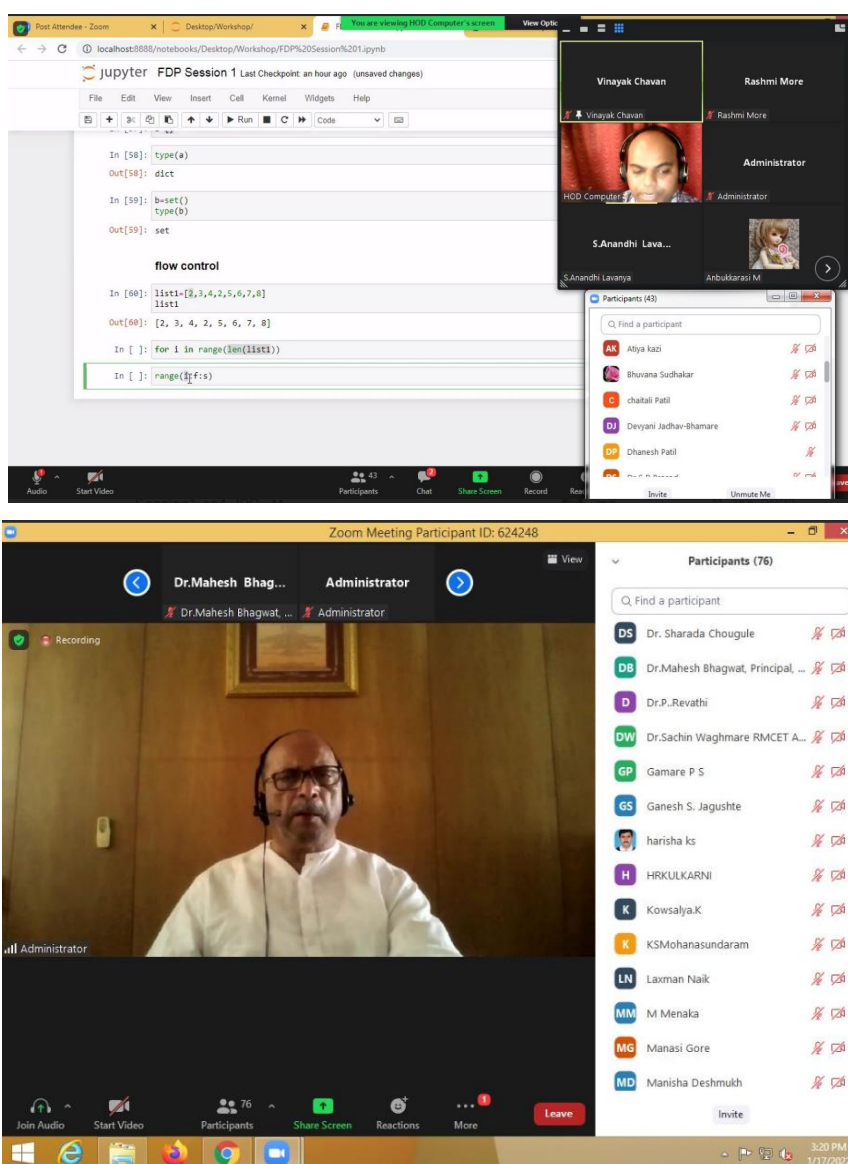 Post Attendee - Zoom
Desktop/Workshop/
You are viewing HOD Computer's screen
View Optic
localhost:8888/notebooks/Desktop/Workshop/FDP%20Session%201.ipynb
jupyter FDP Session 1 Last Checkpoint: an hour ago (unsaved changes)
File Edit View Insert Cell Kernel Widgets Help
Run Code
In [58]: type(a)
Out[58]: dict
In [59]: b=set()
type(b)
Out[59]: set
flow control
In [60]: list1=[2,3,4,2,5,6,7,8]
list1
Out[60]: [2, 3, 4, 2, 5, 6, 7, 8]
In [ ]: for i in range(len(list1))
In [ ]: range(i:f:s)
Vinayak Chavan
Rashmi More
Vinayak Chavan
Rashmi More
Administrator
HOD Computer
Administrator
S.Anandhi Lava...
S.Anandhi Lavanya
Anbukkarasi M
Participants (43)
Find a participant
AK Atiya kazi
Bhuvana Sudhakar
C chaitali Patil
DJ Devyani Jadhav-Bhamare
DP Dhanesh Patil
Invite Unmute Me
Audio Start Video 43 Participants 2 Chat Share Screen Record
Zoom Meeting Participant ID: 624248
View
Dr.Mahesh Bhag...
Administrator
Dr.Mahesh Bhagwat, ...
Administrator
Recording
Administrator
Participants (76)
Find a participant
DS Dr. Sharada Chougule
DB Dr.Mahesh Bhagwat, Principal, ...
D Dr.P..Revathi
DW Dr.Sachin Waghmare RMCET A...
GP Gamare P S
GS Ganesh S. Jagushte
harisha ks
H HRKULKARNI
K Kowsalya.K
K KSMohanasundaram
LN Laxman Naik
MM M Menaka
MG Manasi Gore
MD Manisha Deshmukh
Invite
Join Audio Start Video 76 Participants Share Screen Reactions 1 More Leave
3:20 PM